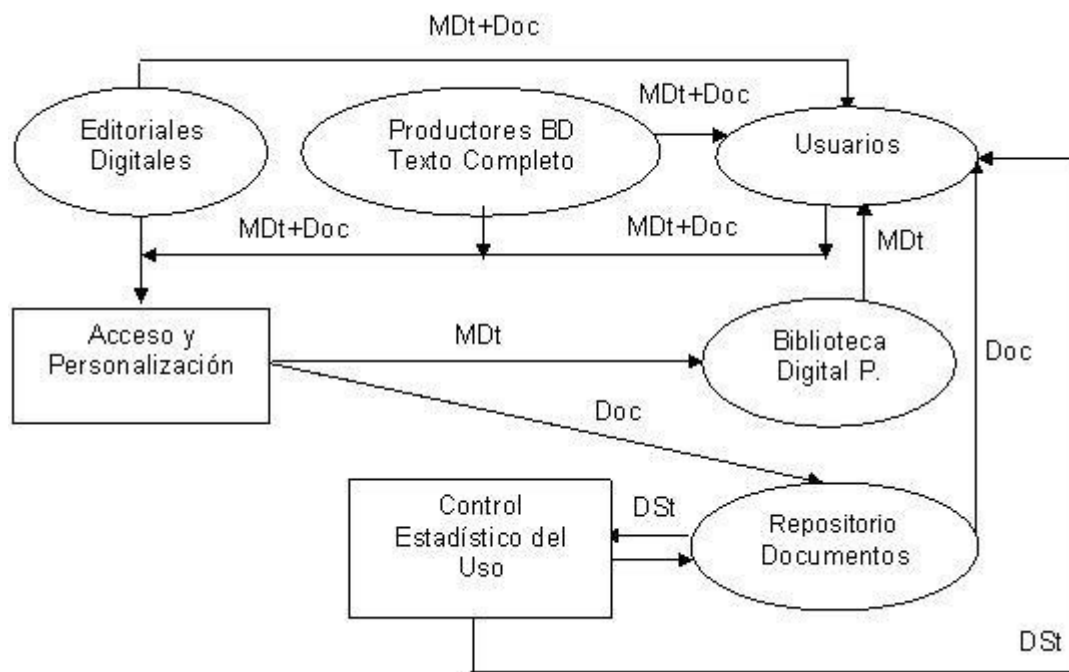 MDt+Doc
Editoriales
Digitales
Productores BD
Texto Completo
MDt+Doc
Usuarios
MDt+Doc
MDt+Doc
MDt
Acceso y
Personalización
MDt
Biblioteca
Digital P.
Doc
Doc
Control
Estadístico del
Uso
DSt
Repositorio
Documentos
DSt